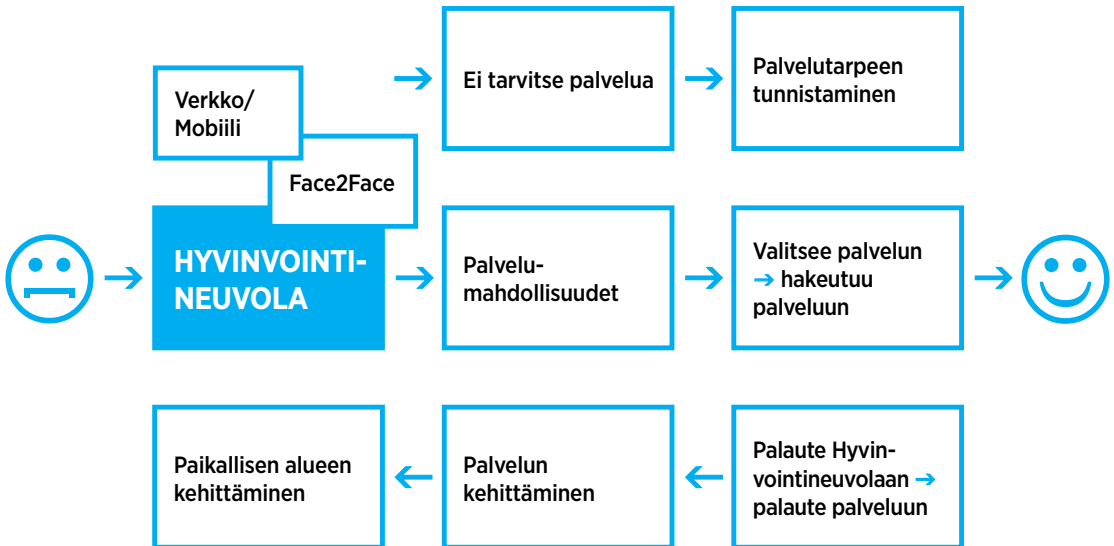 Verkko/
Mobiili
Face2Face
Ei tarvitse palvelua
Palvelutarpeen
tunnistaminen
HYVINVOINTI-
NEUVOLA
Palvelu-
mahdollisuudet
Valitsee palvelun
→ hakeutuu
palveluun
Paikallisen alueen
kehittäminen
Palvelun
kehittäminen
Palaute Hyvin-
vointineuvolaan →
palaute palveluun